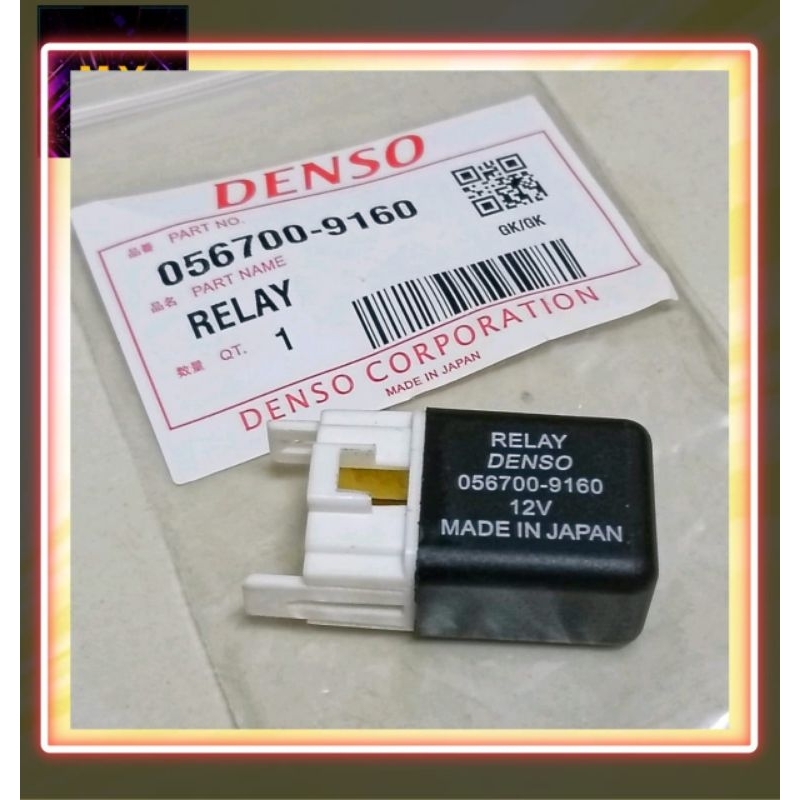 DENSO
品番 PART NO.
056700-9160
GK/GK
品名 PART NAME
RELAY
数量 QT. 1
DENSO CORPORATION
MADE IN JAPAN
RELAY
DENSO
056700-9160
12V
MADE IN JAPAN